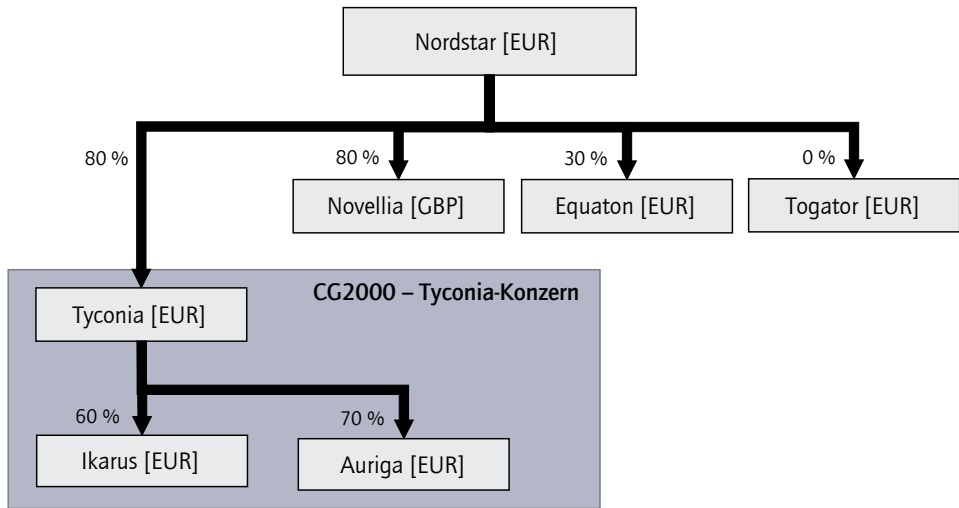 Nordstar [EUR]
80 %
80 %
30 %
0 %
Novellia [GBP]
Equaton [EUR]
Togator [EUR]
CG2000 – Tyconia-Konzern
Tyconia [EUR]
60 %
70 %
Ikarus [EUR]
Auriga [EUR]